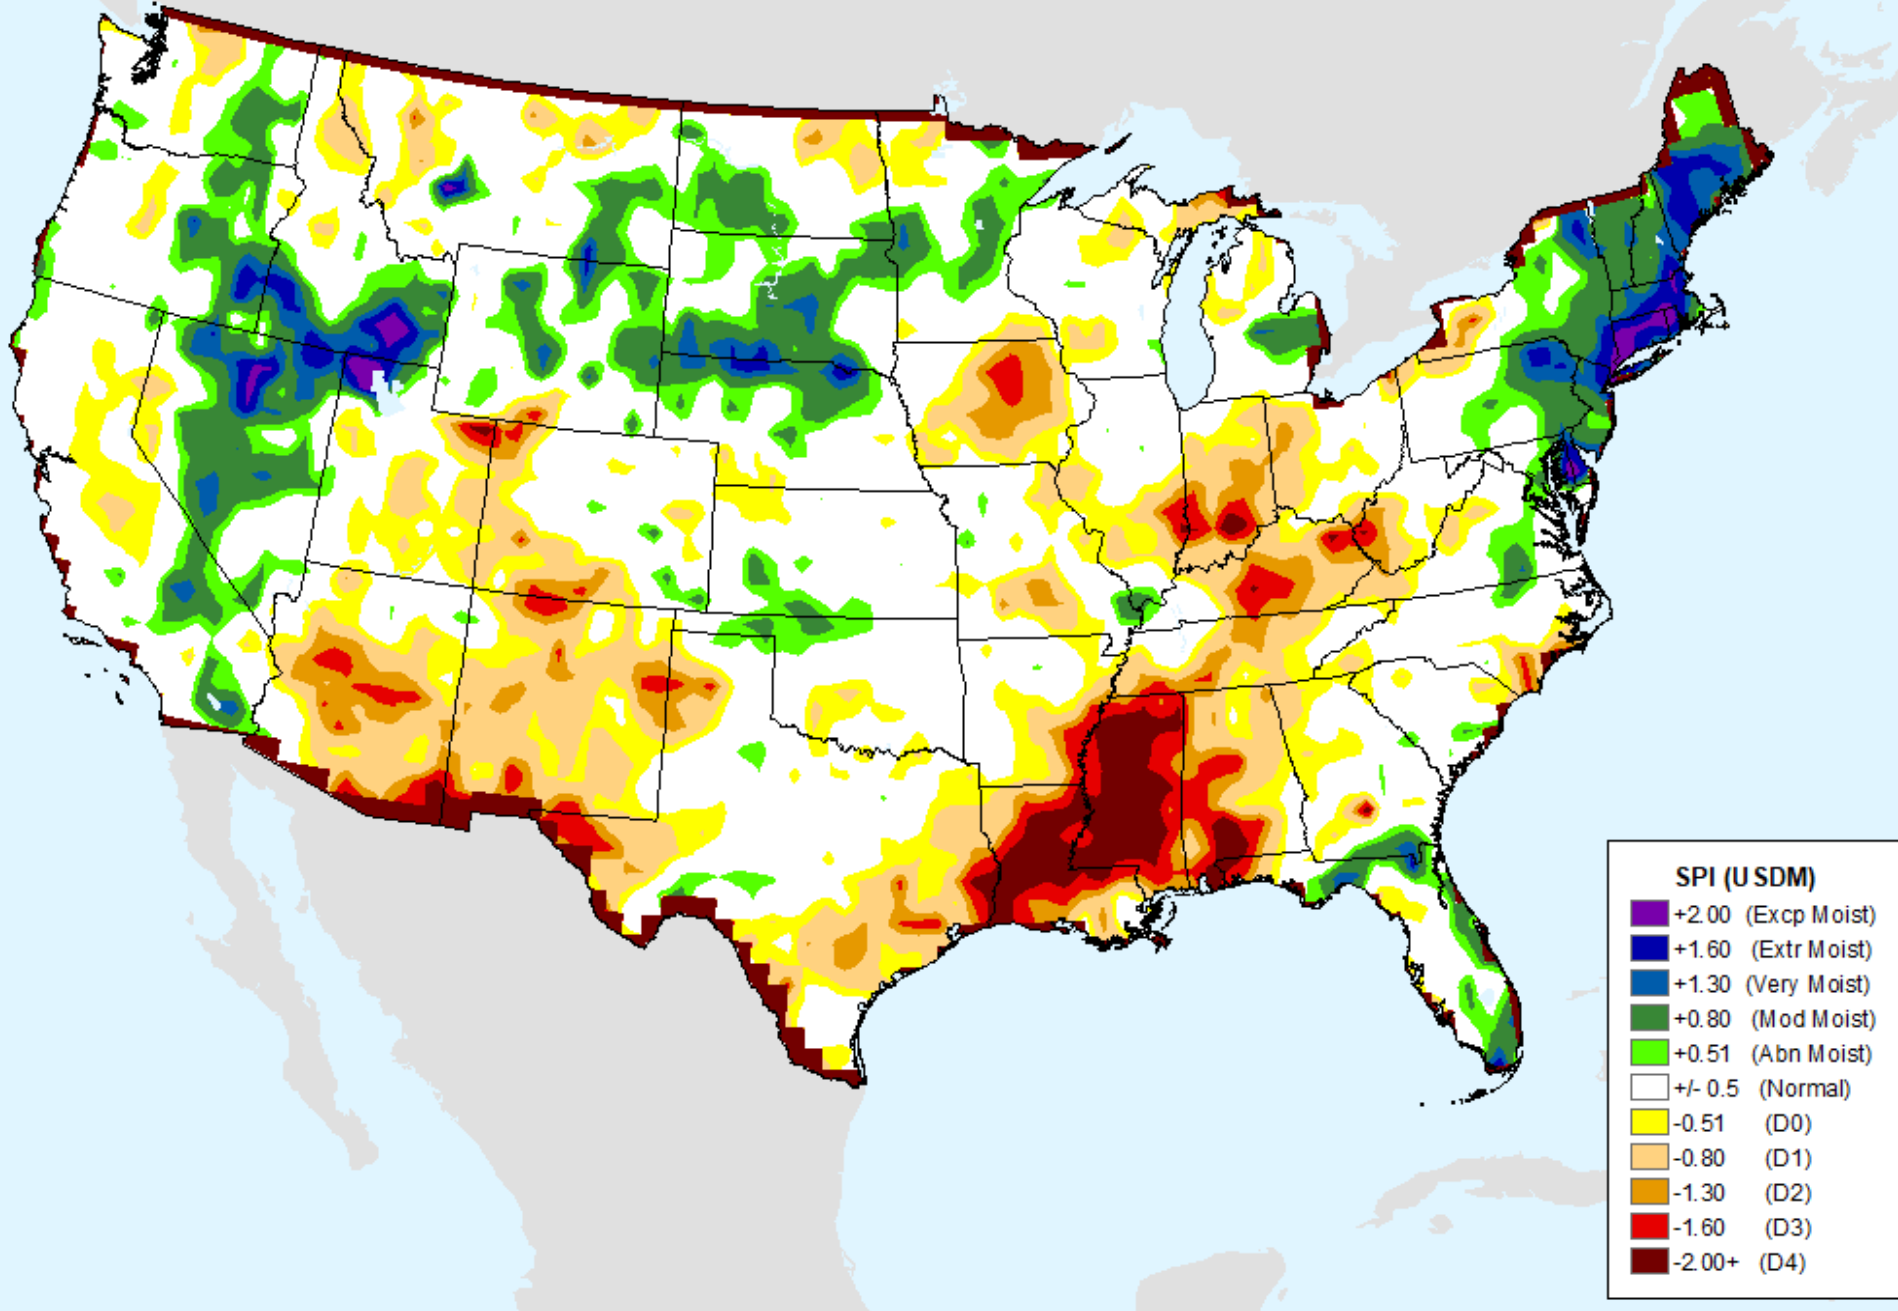 SPI (USDM)
+2.00 (Excp Moist)
+1.60 (Extr Moist)
+1.30 (Very Moist)
+0.80 (Mod Moist)
+0.51 (Abn Moist)
+/- 0.5 (Normal)
-0.51 (D0)
-0.80 (D1)
-1.30 (D2)
-1.60 (D3)
-2.00+ (D4)